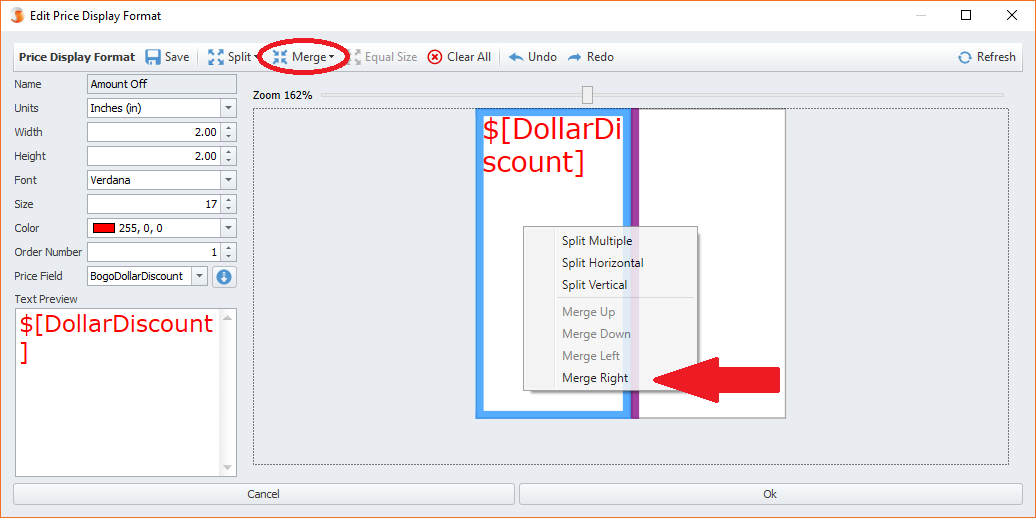 Edit Price Display Format
Price Display Format Save Split Merge Equal Size Clear All Undo Redo Refresh
Name Amount Off
Units Inches (in)
Width 2.00
Height 2.00
Font Verdana
Size 17
Color 255, 0, 0
Order Number 1
Price Field BogoDollarDiscount
Text Preview
$[DollarDiscount
]
Zoom 162%
$[DollarDi
scount]
Split Multiple
Split Horizontal
Split Vertical
Merge Up
Merge Down
Merge Left
Merge Right
Cancel Ok